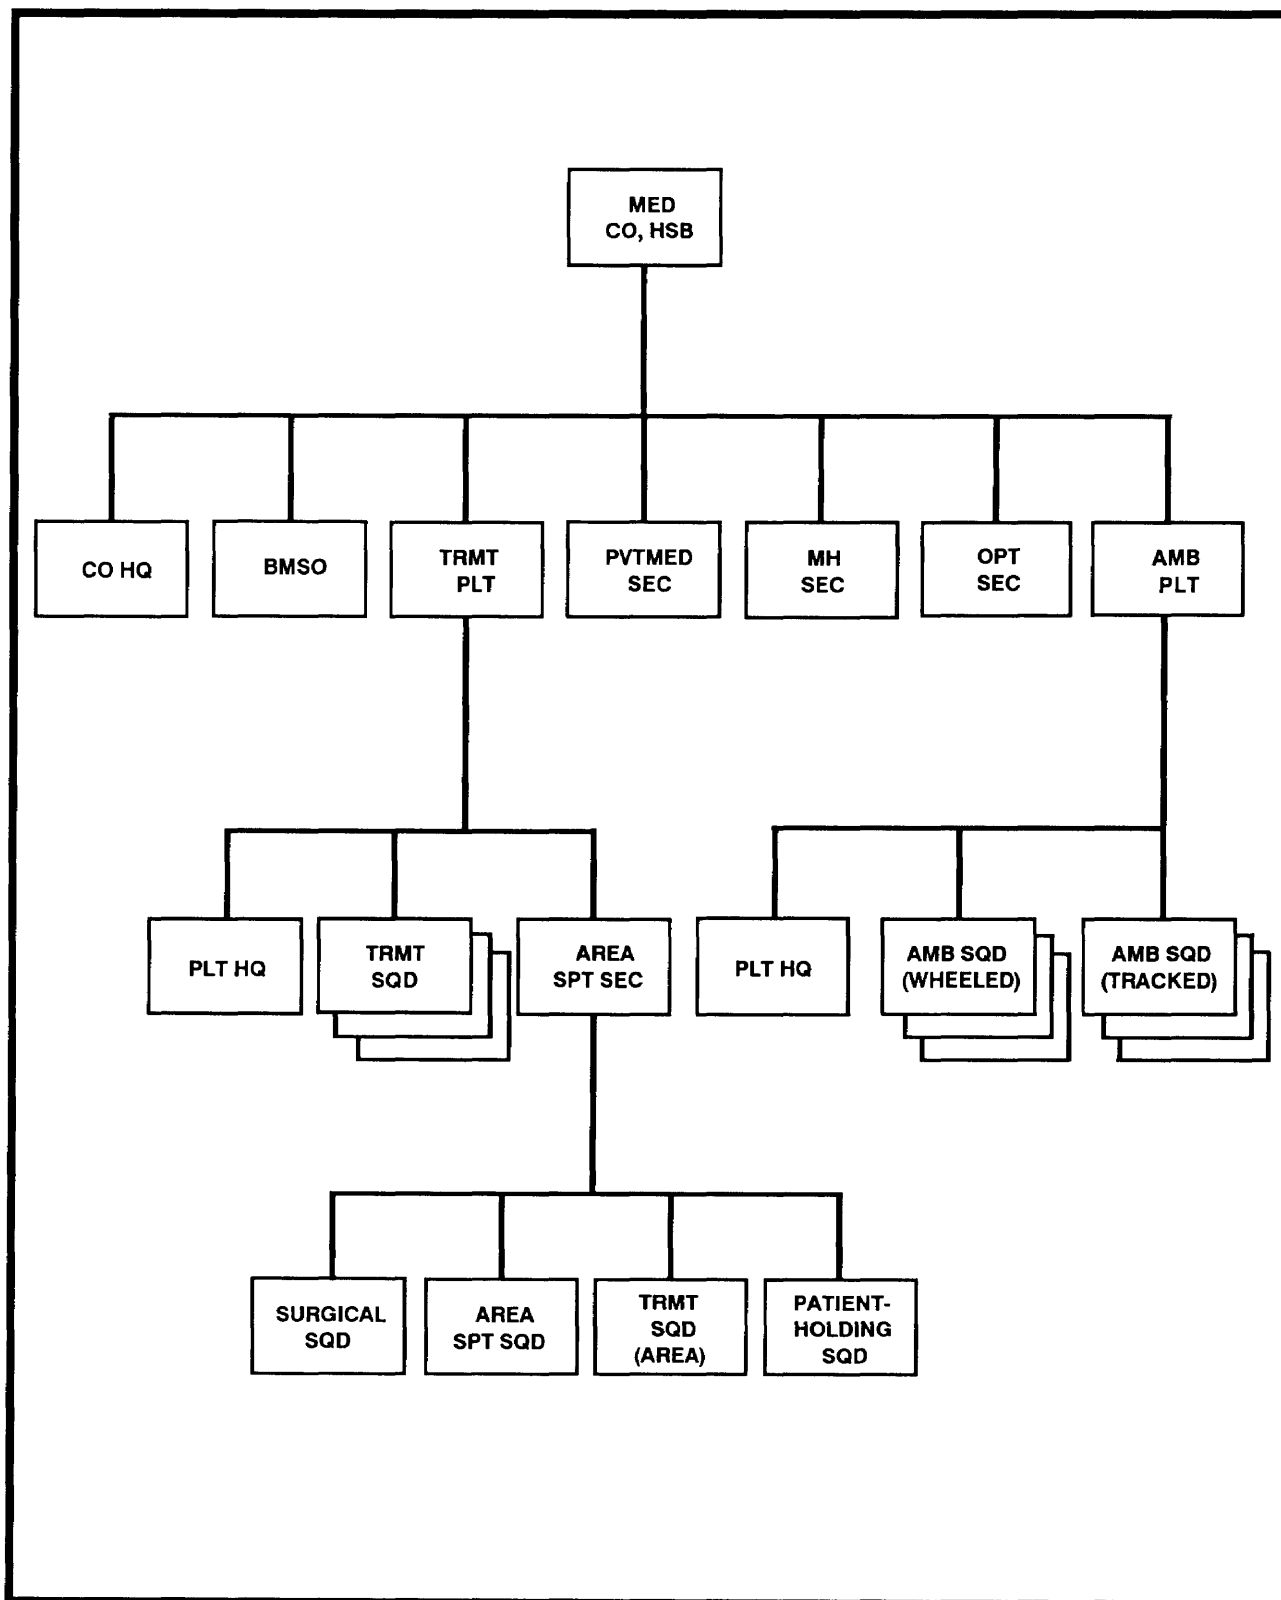 MED
CO, HSB
CO HQ
BMSO
TRMT
PLT
PVTMED
SEC
MH
SEC
OPT
SEC
AMB
PLT
PLT HQ
TRMT
SQD
AREA
SPT SEC
PLT HQ
AMB SQD
(WHEELED)
AMB SQD
(TRACKED)
SURGICAL
SQD
AREA
SPT SQD
TRMT
SQD
(AREA)
PATIENT-
HOLDING
SQD